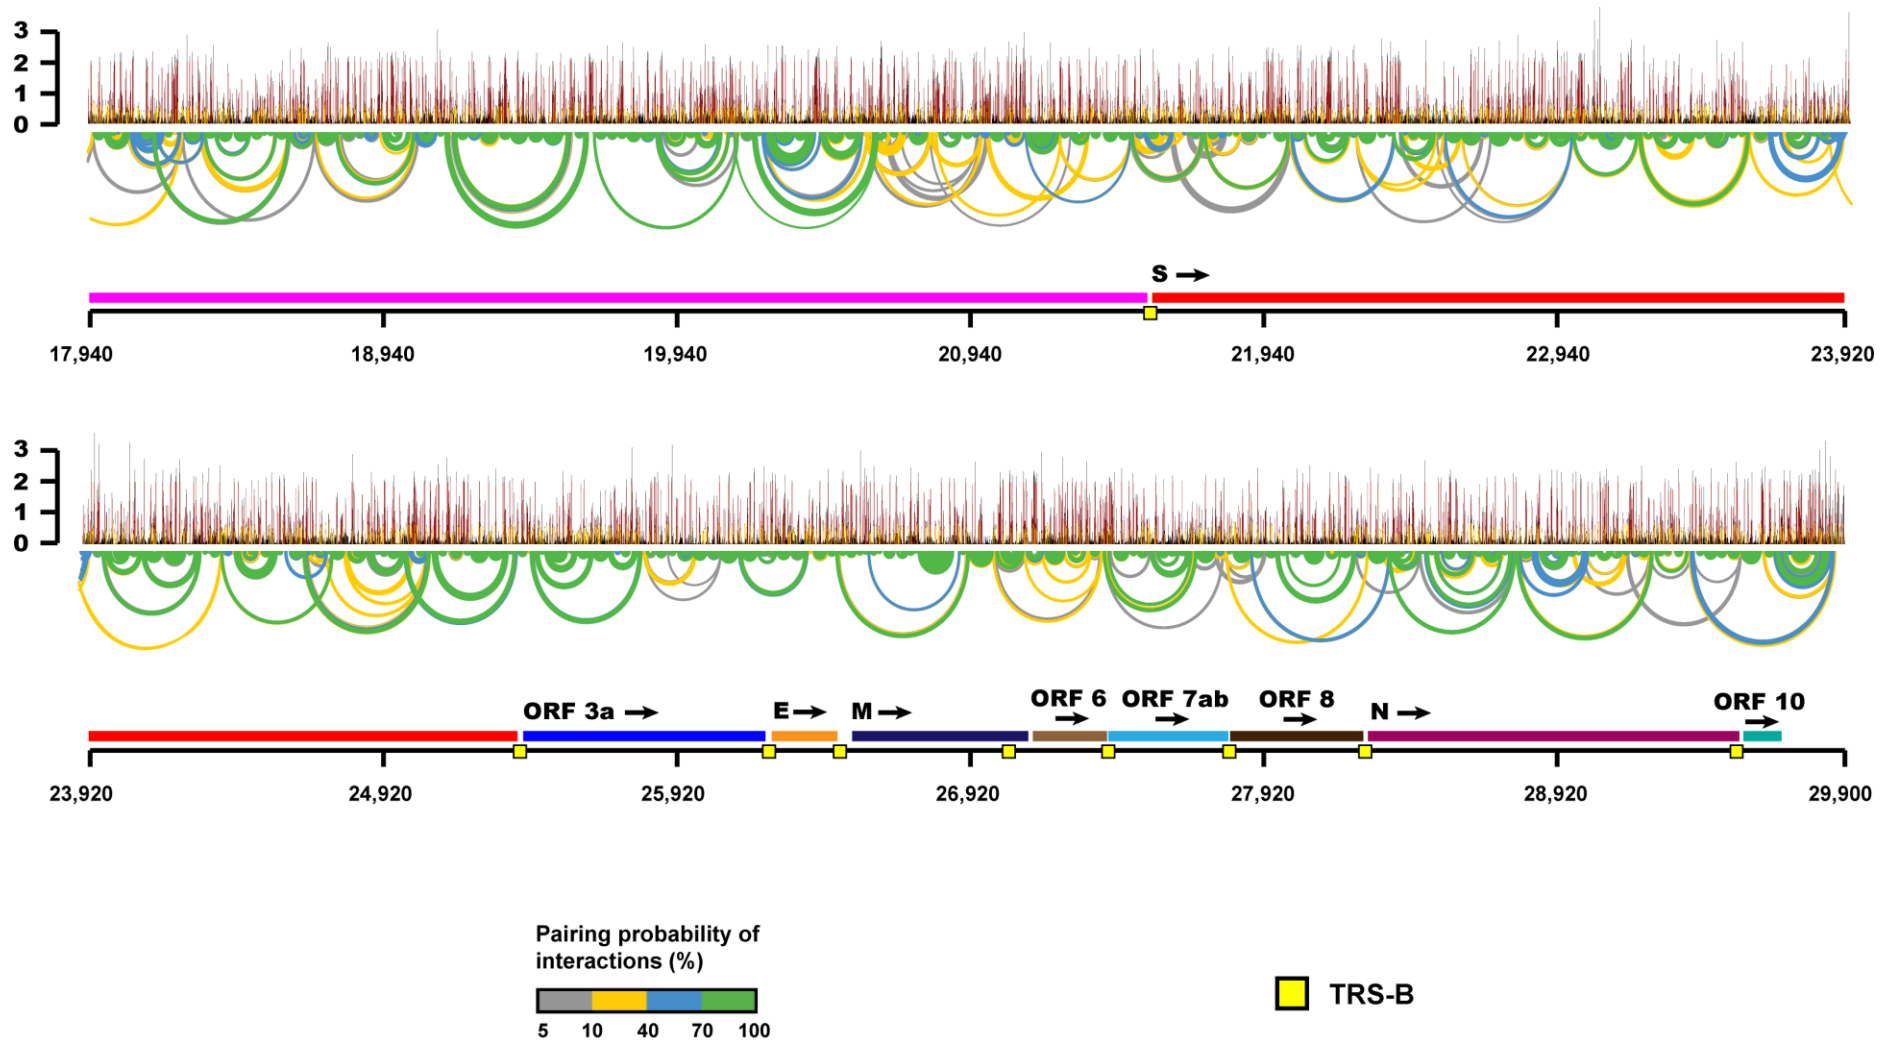 3
2
1
0
S
17,940 18,940 19,940 20,940 21,940 22,940 23,920
3
2
1
0
ORF 3a E M ORF 6 ORF 7ab ORF 8 N ORF 10
23,920 24,920 25,920 26,920 27,920 28,920 29,900
Pairing probability of
interactions (%)
5 10 40 70 100
TRS-B